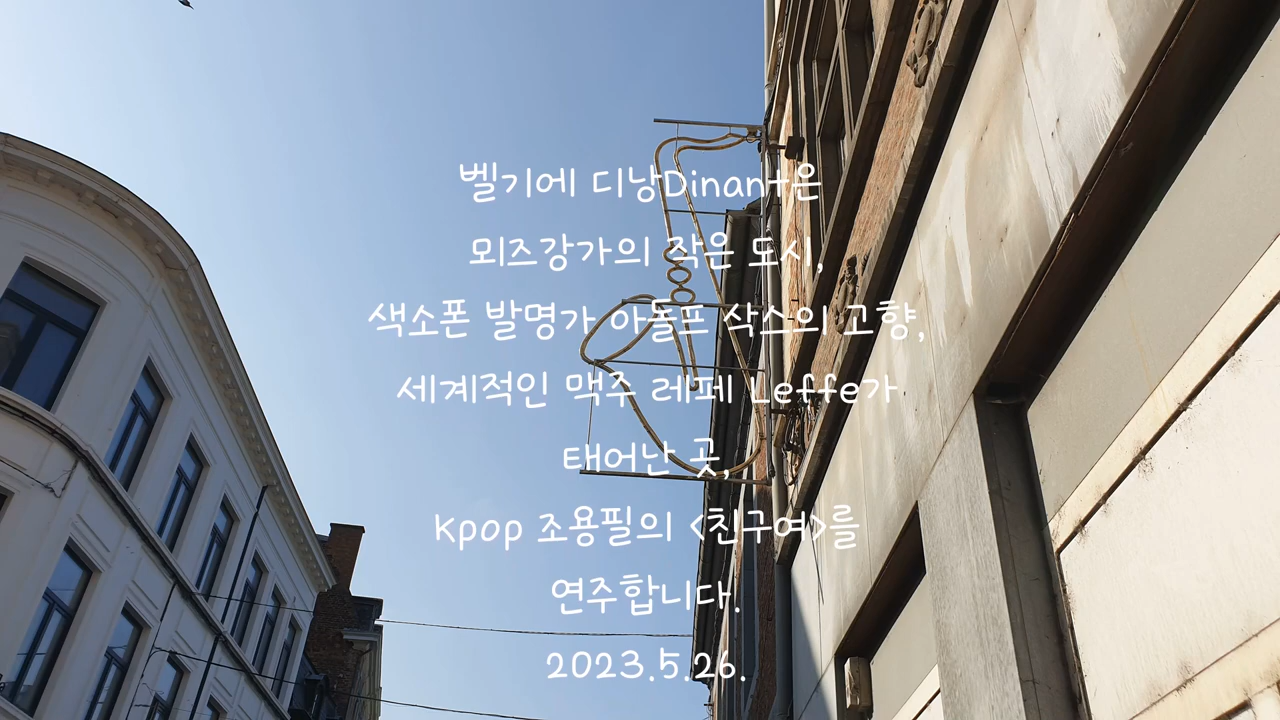 벨기에 디낭Dinant은
뫼즈강가의 작은 도시,
색소폰 발명가 아돌프 삭스의 고향,
세계적인 맥주 레페 Leffe가
태어난 곳,
kpop 조용필의 <친구여>를
연주합니다.
2023.5.26.